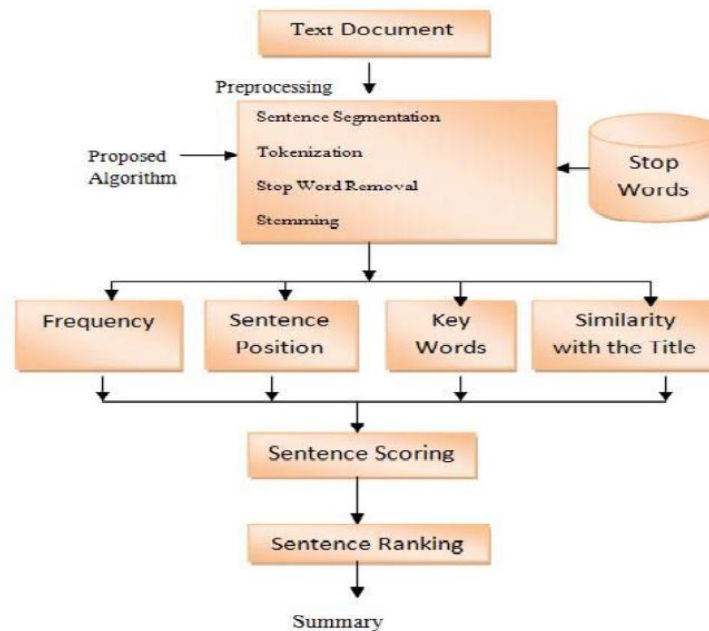 Text Document
Preprocessing
Sentence Segmentation
Tokenization
Stop Word Removal
Stemming
Proposed
Algorithm
Stop
Words
Frequency
Sentence
Position
Key
Words
Similarity
with the Title
Sentence Scoring
Sentence Ranking
Summary